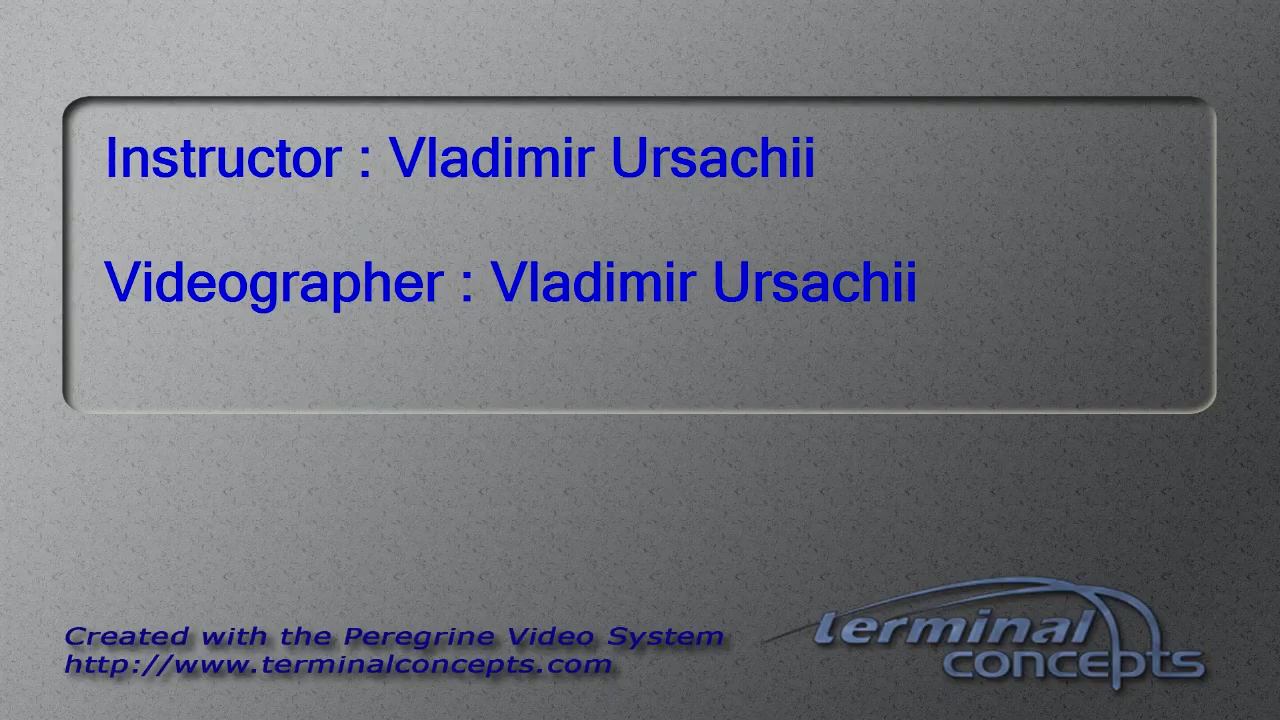 Instructor : Vladimir Ursachii
Videographer : Vladimir Ursachii
Created with the Peregrine Video System
http://www.terminalconcepts.com
terminal
concepts